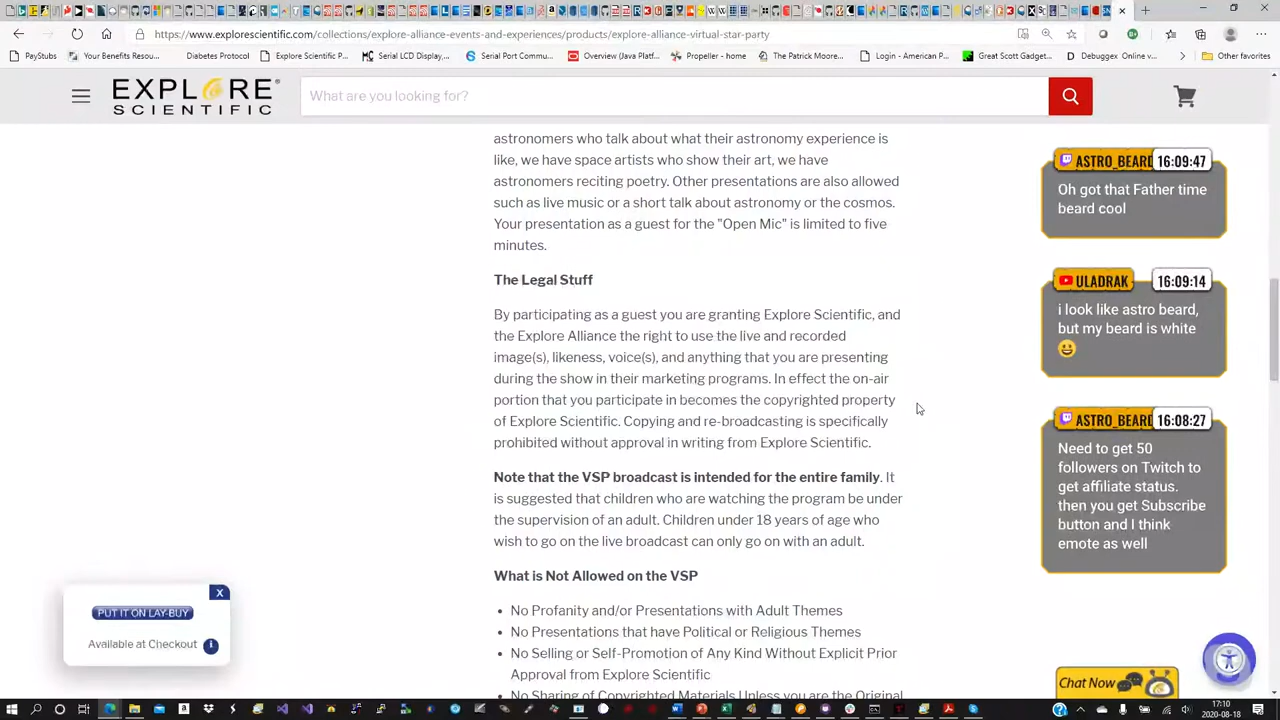 https://www.explorescientific.com/collections/explore-alliance-events-and-experiences/products/explore-alliance-virtual-star-party
PayStubs
Your Benefits Resou...
Diabetes Protocol
Explore Scientific P...
Serial LCD Display...
Serial Port Commu...
Overview (Java Platf...
Propeller - home
The Patrick Moore...
Login - American P...
Great Scott Gadget...
Debuggex Online v...
Other favorites
EXPLORE
SCIENTIFIC
What are you looking for?
astronomers who talk about what their astronomy experience is
like, we have space artists who show their art, we have
astronomers reciting poetry. Other presentations are also allowed
such as live music or a short talk about astronomy or the cosmos.
Your presentation as a guest for the "Open Mic" is limited to five
minutes.
The Legal Stuff
By participating as a guest you are granting Explore Scientific, and
the Explore Alliance the right to use the live and recorded
image(s), likeness, voice(s), and anything that you are presenting
during the show in their marketing programs. In effect the on-air
portion that you participate in becomes the copyrighted property
of Explore Scientific. Copying and re-broadcasting is specifically
prohibited without approval in writing from Explore Scientific.
Note that the VSP broadcast is intended for the entire family. It
is suggested that children who are watching the program be under
the supervision of an adult. Children under 18 years of age who
wish to go on the live broadcast can only go on with an adult.
What is Not Allowed on the VSP
• No Profanity and/or Presentations with Adult Themes
• No Presentations that have Political or Religious Themes
• No Selling or Self-Promotion of Any Kind Without Explicit Prior
Approval from Explore Scientific
• No Sharing of Copyrighted Materials Unless you are the Original
ASTRO_BEARD 16:09:47
Oh got that Father time
beard cool
ULADRAK 16:09:14
i look like astro beard,
but my beard is white
😀
ASTRO_BEARD 16:08:27
Need to get 50
followers on Twitch to
get affiliate status.
then you get Subscribe
button and I think
emote as well
X
PUT IT ON LAY-BUY
Available at Checkout
Chat Now
17:10
2020-08-18